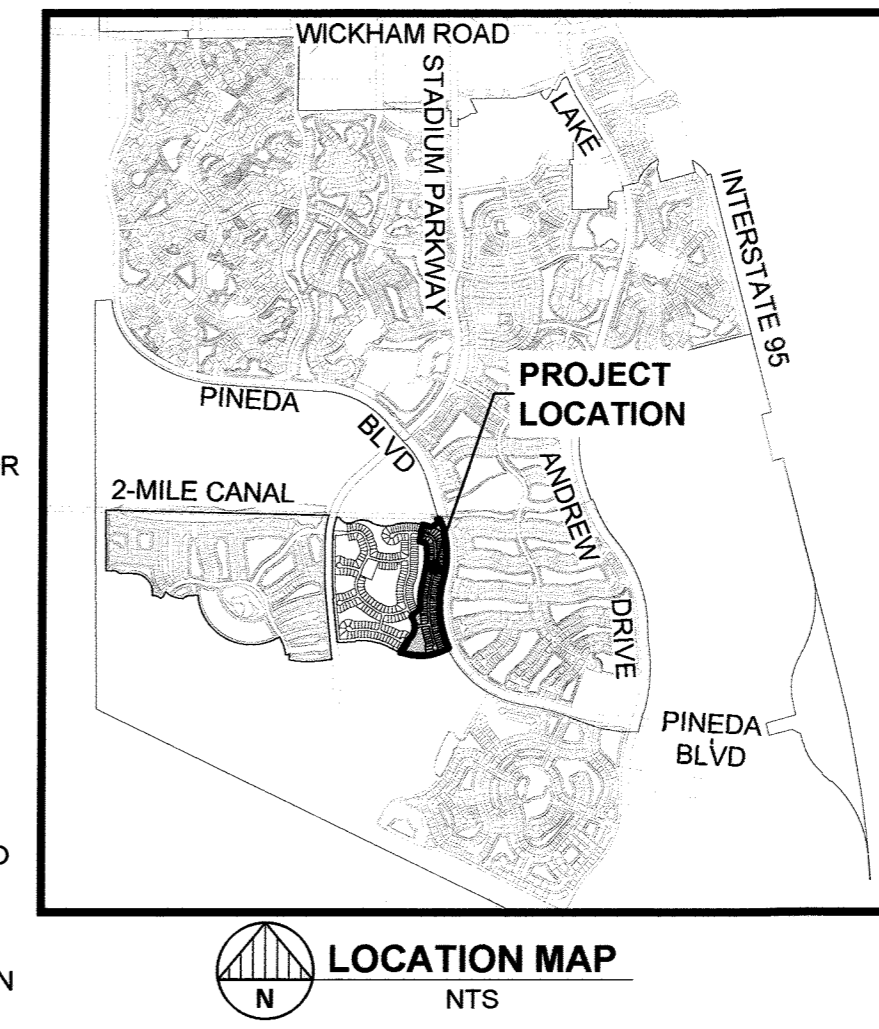 WICKHAM ROAD
STADIUM PARKWAY
LAKE
INTERSTATE 95
PROJECT
LOCATION
PINEDA
BLVD
ANDREW
DRIVE
R
2-MILE CANAL
PINEDA
BLVD
D
N
LOCATION MAP
N
NTS